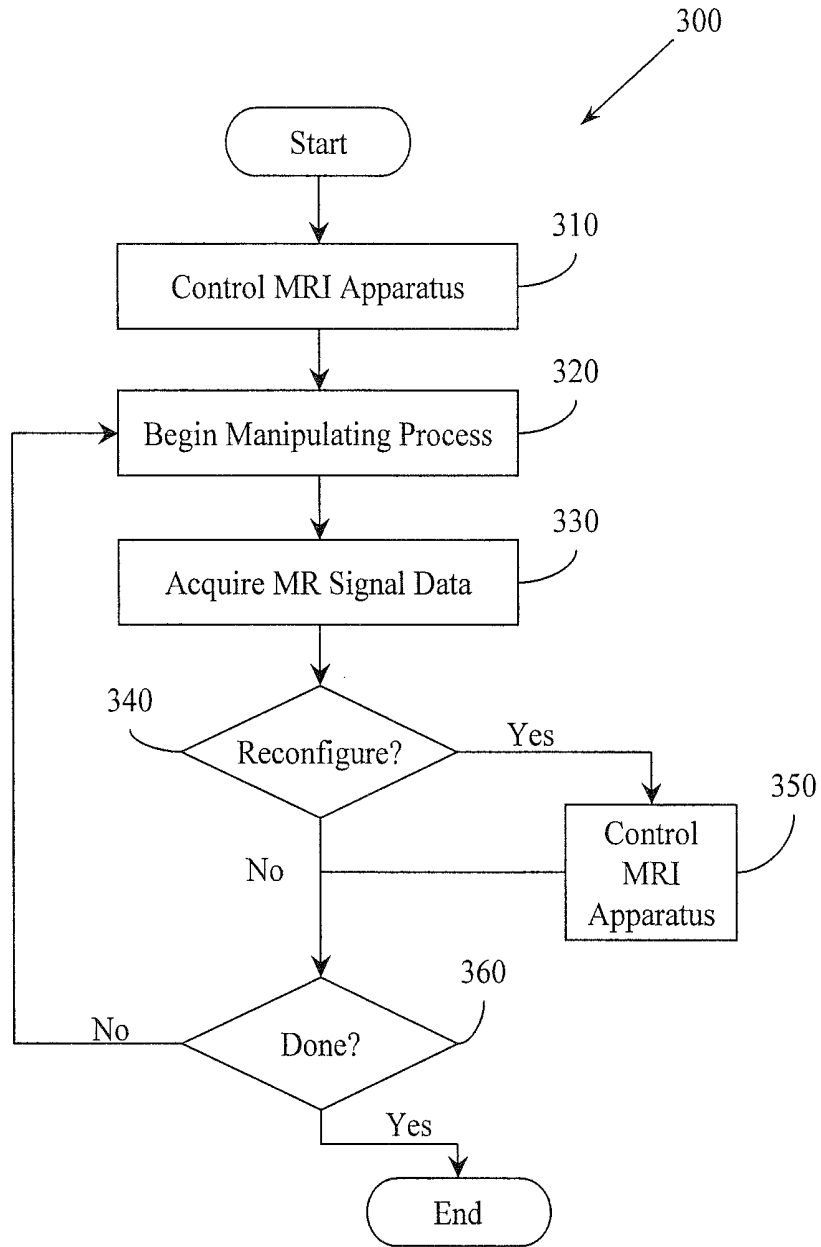 300
Start
310
Control MRI Apparatus
320
Begin Manipulating Process
330
Acquire MR Signal Data
340
Reconfigure?
Yes
350
Control
MRI
Apparatus
No
360
No
Done?
Yes
End